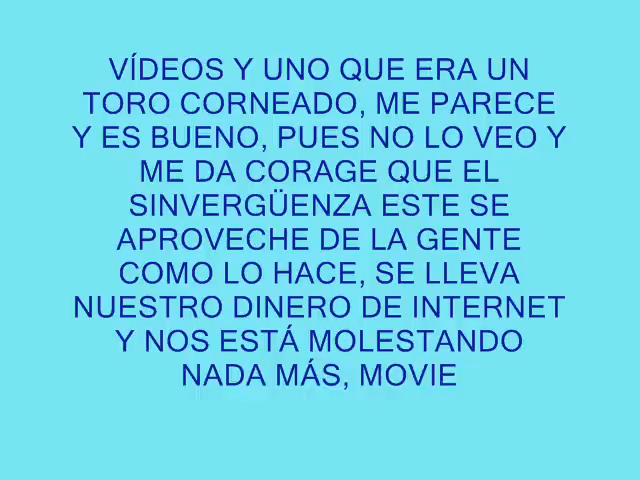 VÍDEOS Y UNO QUE ERA UN
TORO CORNEADO, ME PARECE
Y ES BUENO, PUES NO LO VEO Y
ME DA CORAGE QUE EL
SINVERGÜENZA ESTE SE
APROVECHE DE LA GENTE
COMO LO HACE, SE LLEVA
NUESTRO DINERO DE INTERNET
Y NOS ESTÁ MOLESTANDO
NADA MÁS, MOVIE